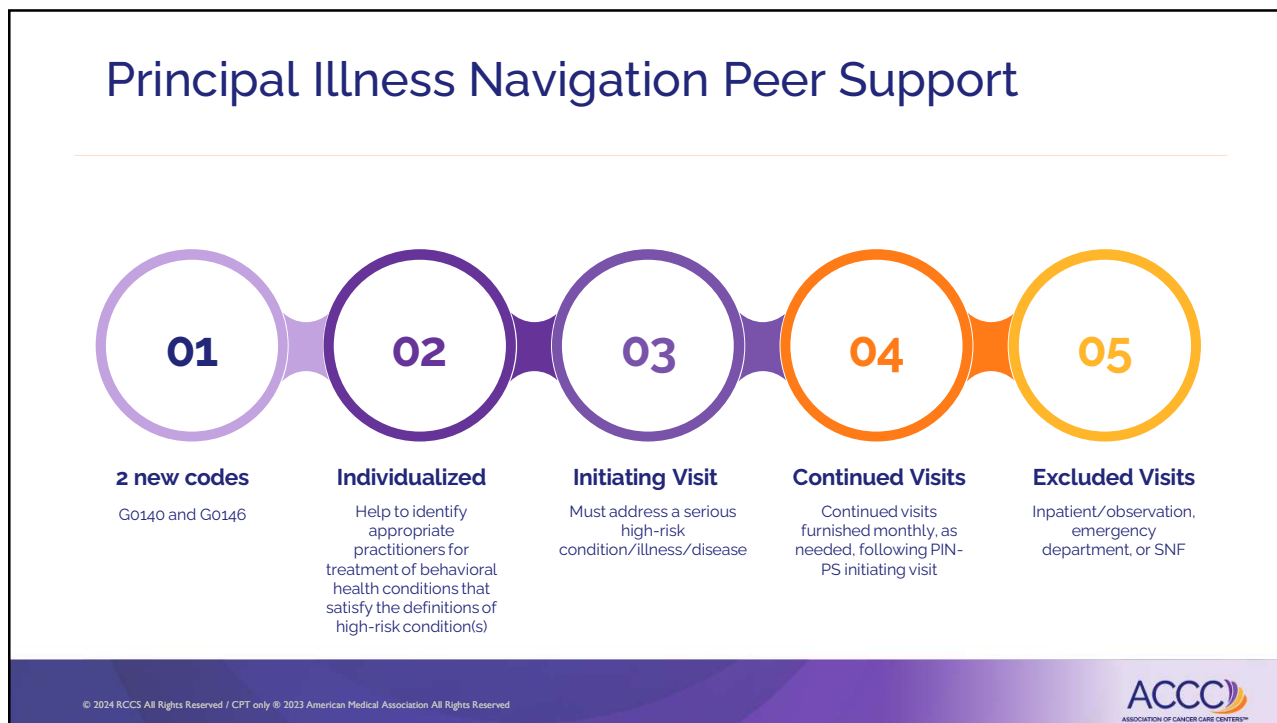 Principal Illness Navigation Peer Support
01
02
03
04
05
2 new codes
G0140 and G0146
Individualized
Help to identify
appropriate
practitioners for
treatment of behavioral
health conditions that
satisfy the definitions of
high-risk condition(s)
Initiating Visit
Must address a serious
high-risk
condition/illness/disease
Continued Visits
Continued visits
furnished monthly, as
needed, following PIN-
PS initiating visit
Excluded Visits
Inpatient/observation,
emergency
department, or SNF
© 2024 RCCS All Rights Reserved / CPT only ® 2023 American Medical Association All Rights Reserved
ACCC
ASSOCIATION OF CANCER CARE CENTERS™